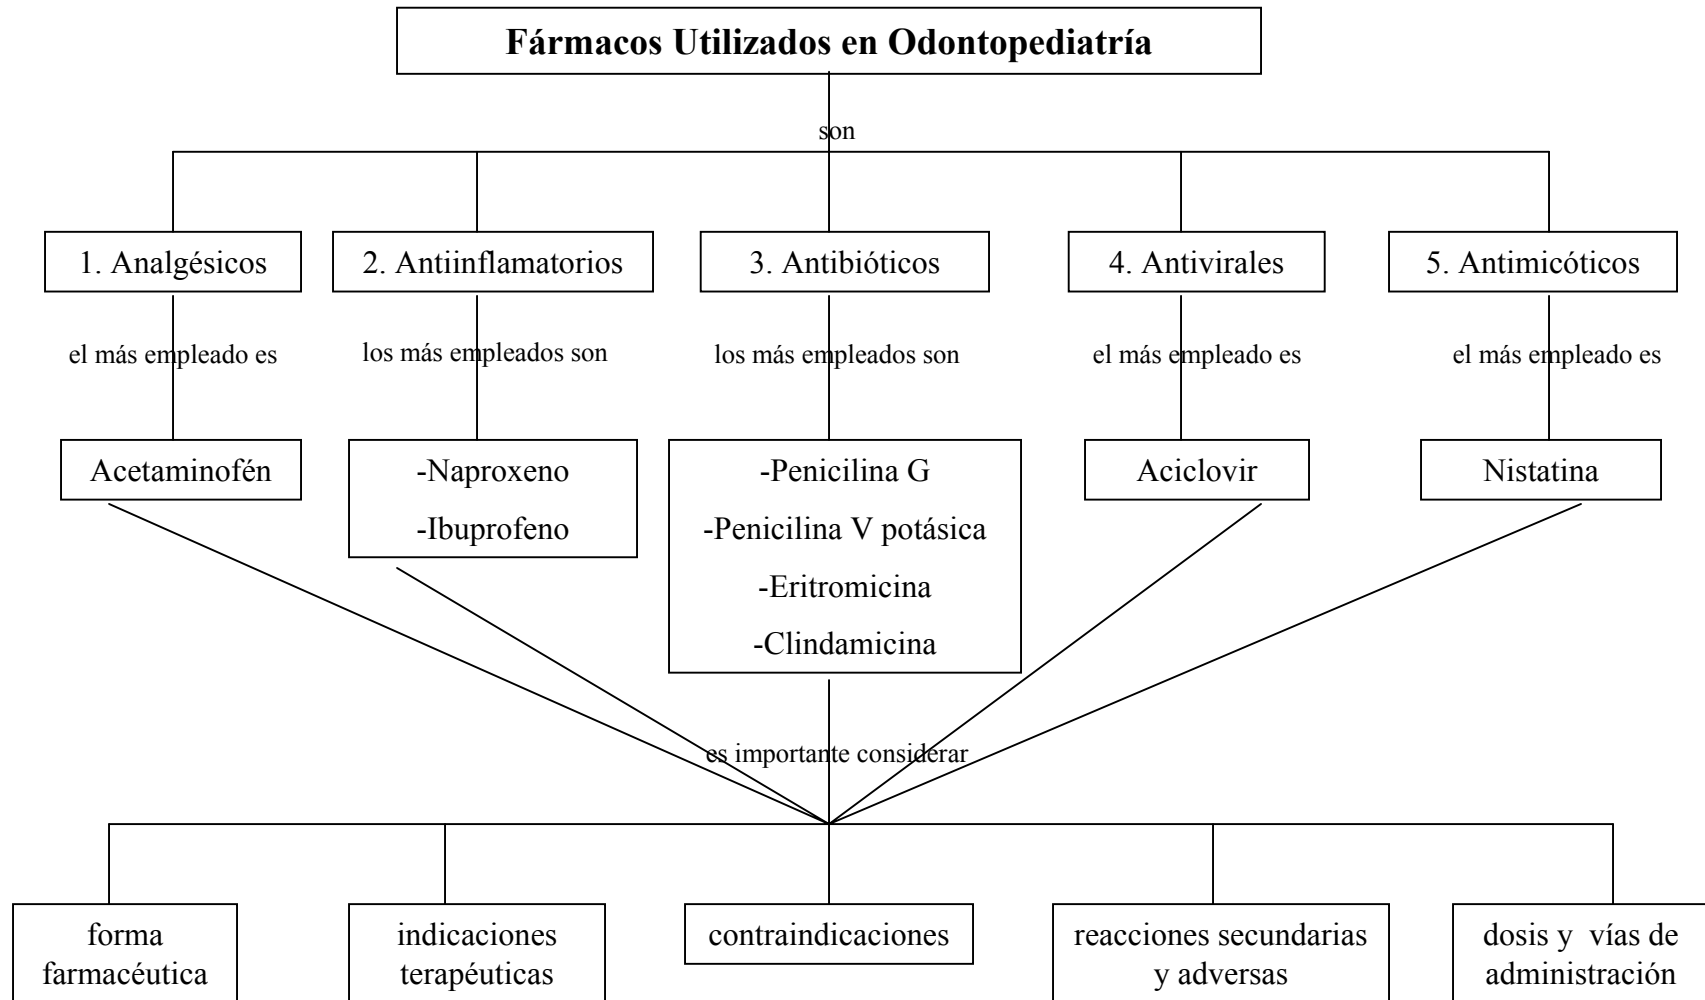 Fármacos Utilizados en Odontopediatría
son
1. Analgésicos
2. Antiinflamatorios
3. Antibióticos
4. Antivirales
5. Antimicóticos
el más empleado es
los más empleados son
los más empleados son
el más empleado es
el más empleado es
Acetaminofén
-Naproxeno
-Ibuprofeno
-Penicilina G
-Penicilina V potásica
-Eritromicina
-Clindamicina
Aciclovir
Nistatina
es importante considerar
forma
farmacéutica
indicaciones
terapéuticas
contraindicaciones
reacciones secundarias
y adversas
dosis y vías de
administración